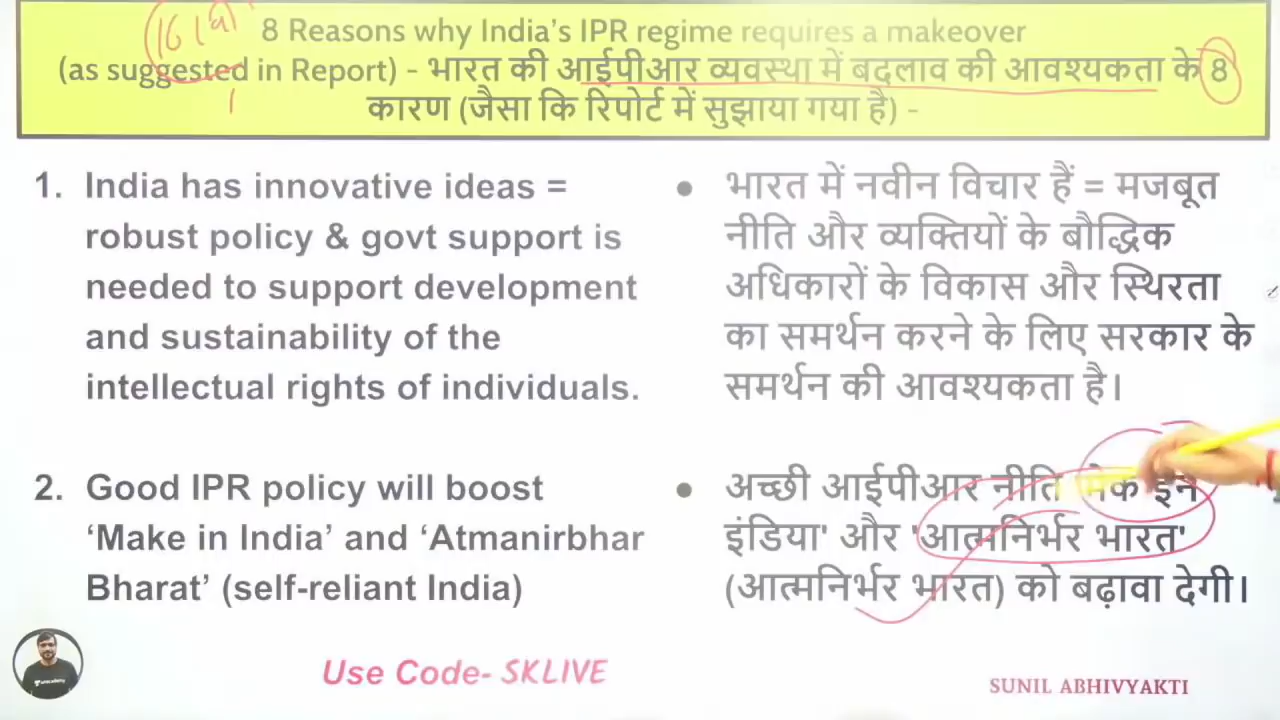 8 Reasons why India's IPR regime requires a makeover
(as suggested in Report) - भारत की आईपीआर व्यवस्था में बदलाव की आवश्यकता के 8
कारण (जैसा कि रिपोर्ट में सुझाया गया है) -
1. India has innovative ideas =
robust policy & govt support is
needed to support development
and sustainability of the
intellectual rights of individuals.
2. Good IPR policy will boost
'Make in India' and 'Atmanirbhar
Bharat' (self-reliant India)
• भारत में नवीन विचार हैं = मजबूत
नीति और व्यक्तियों के बौद्धिक
अधिकारों के विकास और स्थिरता
का समर्थन करने के लिए सरकार के
समर्थन की आवश्यकता है।
• अच्छी आईपीआर नीति मेक इन
इंडिया' और 'आत्मनिर्भर भारत'
(आत्मनिर्भर भारत) को बढ़ावा देगी।
Use Code- SKLIVE
SUNIL ABHIVYAKTI